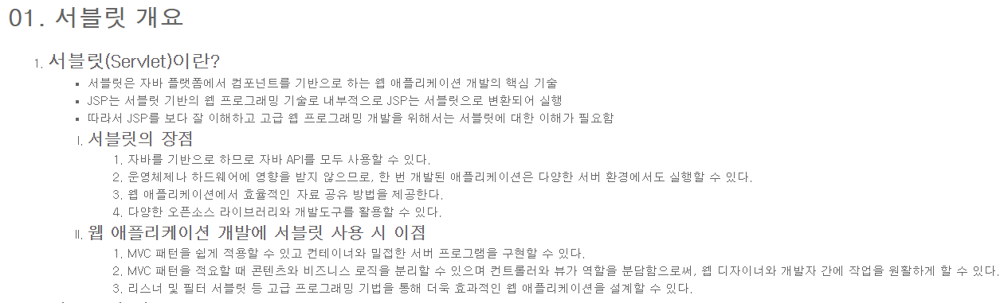 01. 서블릿 개요
1. 서블릿(Servlet)이란?
▪ 서블릿은 자바 플랫폼에서 컴포넌트를 기반으로 하는 웹 애플리케이션 개발의 핵심 기술
▪ JSP는 서블릿 기반의 웹 프로그래밍 기술로 내부적으로 JSP는 서블릿으로 변환되어 실행
▪ 따라서 JSP를 보다 잘 이해하고 고급 웹 프로그래밍 개발을 위해서는 서블릿에 대한 이해가 필요함
I. 서블릿의 장점
1. 자바를 기반으로 하므로 자바 API를 모두 사용할 수 있다.
2. 운영체제나 하드웨어에 영향을 받지 않으므로, 한 번 개발된 애플리케이션은 다양한 서버 환경에서도 실행할 수 있다.
3. 웹 애플리케이션에서 효율적인 자료 공유 방법을 제공한다.
4. 다양한 오픈소스 라이브러리와 개발도구를 활용할 수 있다.
II. 웹 애플리케이션 개발에 서블릿 사용 시 이점
1. MVC 패턴을 쉽게 적용할 수 있고 컨테이너와 밀접한 서버 프로그램을 구현할 수 있다.
2. MVC 패턴을 적요할 때 콘텐츠와 비즈니스 로직을 분리할 수 있으며 컨트롤러와 뷰가 역할을 분담함으로써, 웹 디자이너와 개발자 간에 작업을 원활하게 할 수 있다.
3. 리스너 및 필터 서블릿 등 고급 프로그래밍 기법을 통해 더욱 효과적인 웹 애플리케이션을 설계할 수 있다.